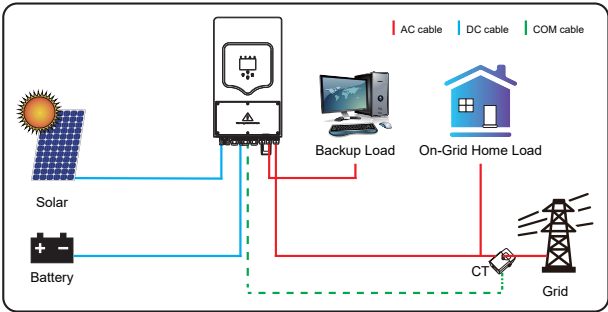 AC cable
DC cable
COM cable
Backup Load
On-Grid Home Load
Solar
Battery
CT
Grid